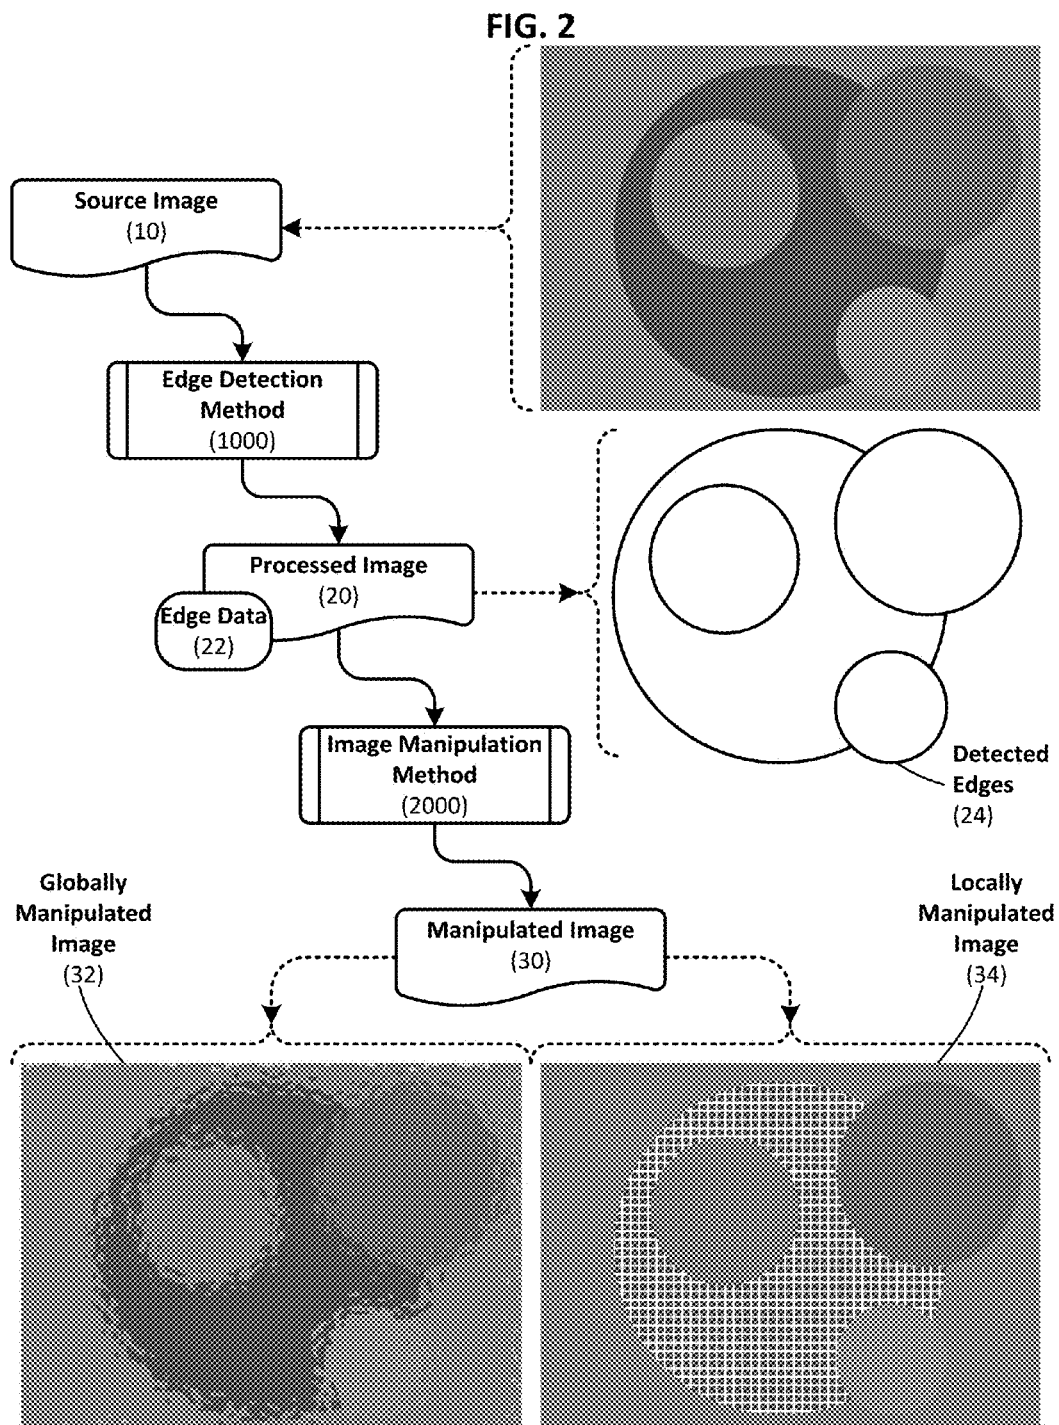 FIG. 2
Source Image
(10)
Edge Detection
Method
(1000)
Processed Image
(20)
Edge Data
(22)
Image Manipulation
Method
(2000)
Detected
Edges
(24)
Globally
Manipulated
Image
(32)
Manipulated Image
(30)
Locally
Manipulated
Image
(34)